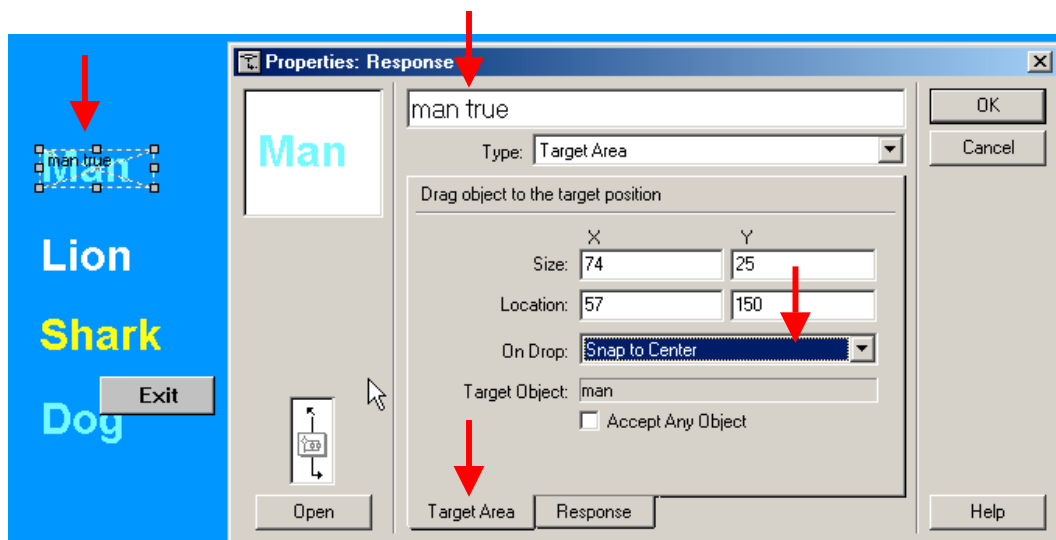 Properties: Response
man true
OK
Man
Type: Target Area
Cancel
man true
Man
Drag object to the target position
X Y
Lion
Size: 74 25
Location: 57 150
Shark
On Drop: Snap to Center
Exit
Target Object: man
Dog
Accept Any Object
Open
Target Area
Response
Help